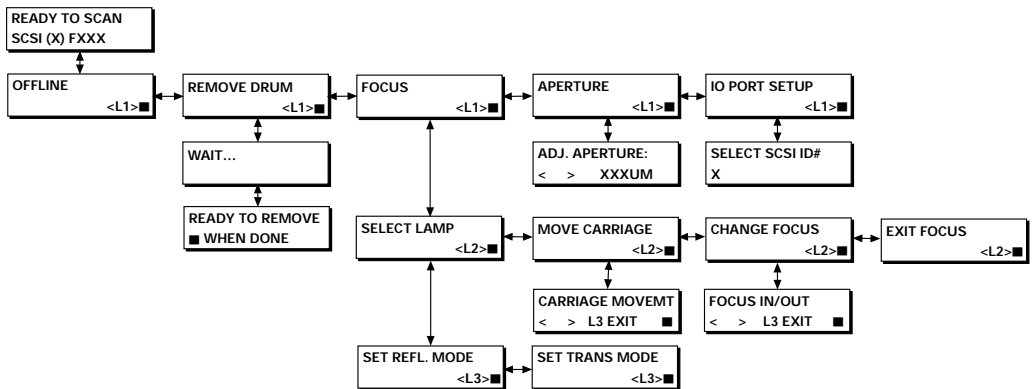 READY TO SCAN
SCSI (X) FXXX
OFFLINE
<L1>■
REMOVE DRUM
<L1>■
FOCUS
<L1>■
APERTURE
<L1>■
IO PORT SETUP
<L1>■
WAIT...
ADJ. APERTURE:
< > XXXUM
SELECT SCSI ID#
X
READY TO REMOVE
■ WHEN DONE
SELECT LAMP
<L2>■
MOVE CARRIAGE
<L2>■
CHANGE FOCUS
<L2>■
EXIT FOCUS
<L2>■
CARRIAGE MOVEMT
< > L3 EXIT ■
FOCUS IN/OUT
< > L3 EXIT ■
SET REFL. MODE
<L3>■
SET TRANS MODE
<L3>■